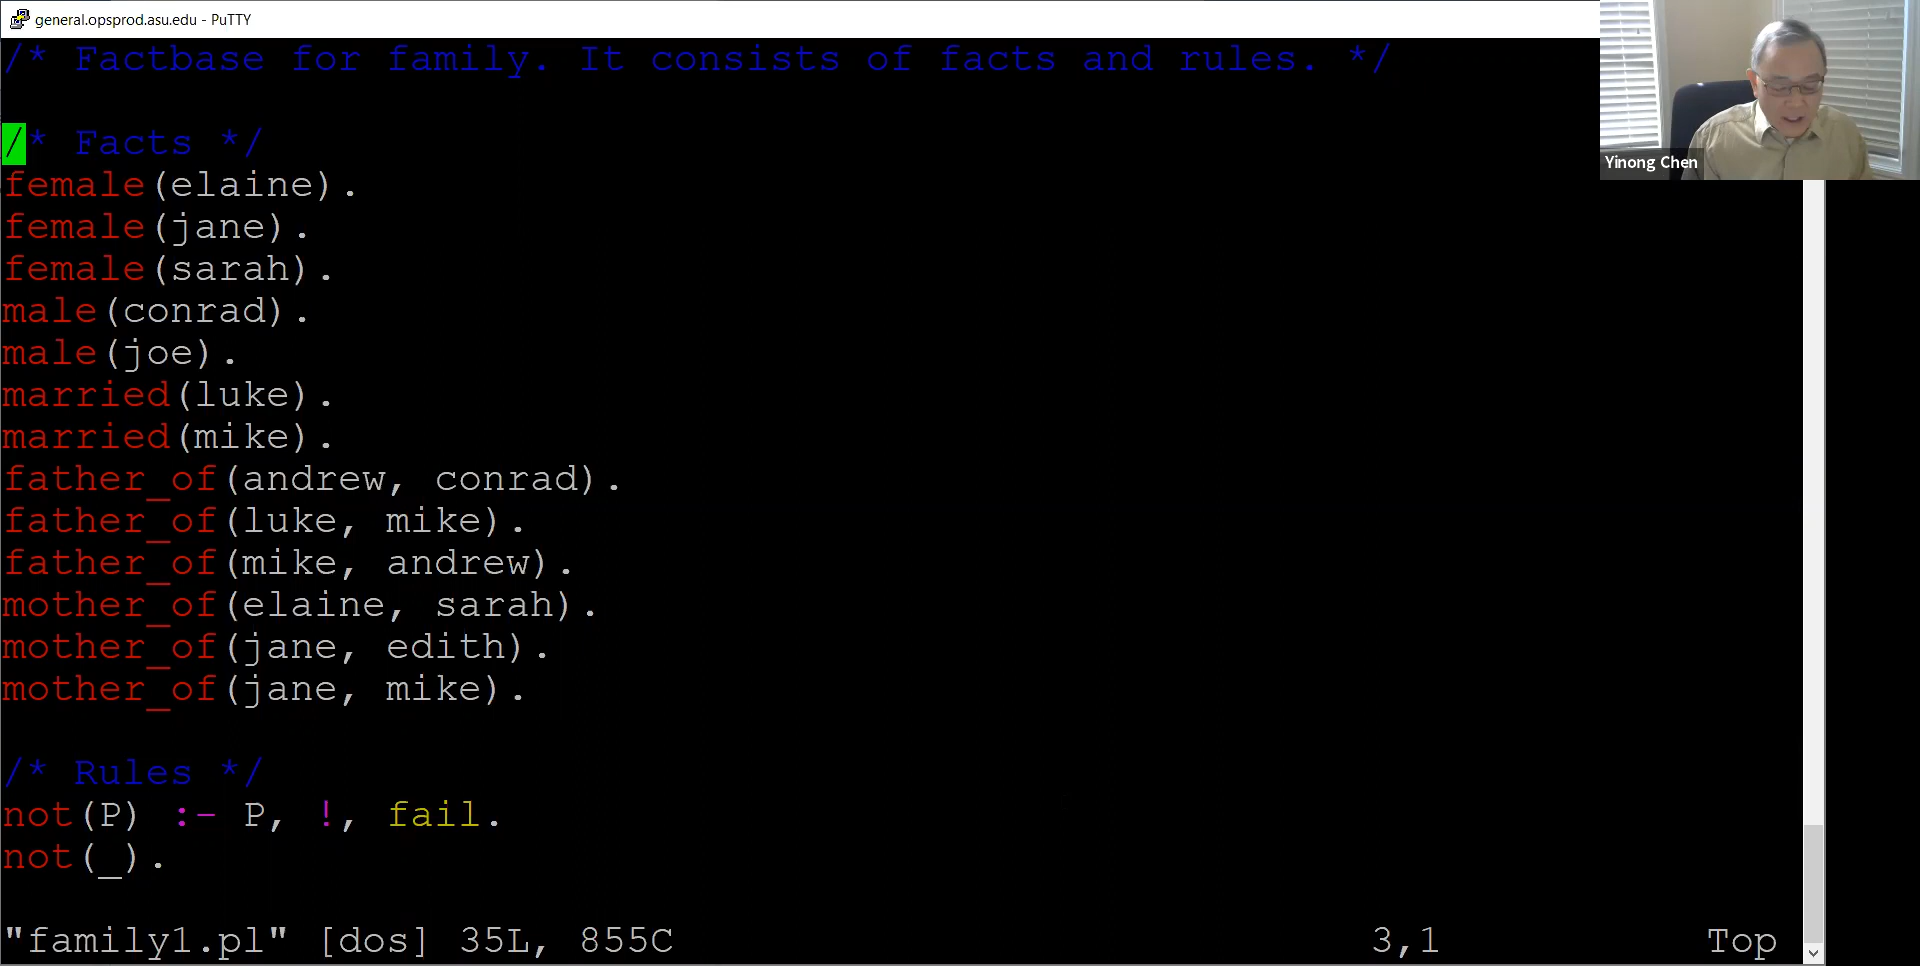 general.opsprod.asu.edu - PuTTY
/* Factbase for family. It consists of facts and rules. */
Yinong Chen
/* Facts */
female(elaine).
female(jane).
female(sarah).
male(conrad).
male(joe).
married(luke).
married(mike).
father_of(andrew, conrad).
father_of(luke, mike).
father_of(mike, andrew).
mother_of(elaine, sarah).
mother_of(jane, edith).
mother_of(jane, mike).
/* Rules */
not(P) :- P, !, fail.
not(_).
"family1.pl" [dos] 35L, 855C 3,1 Top